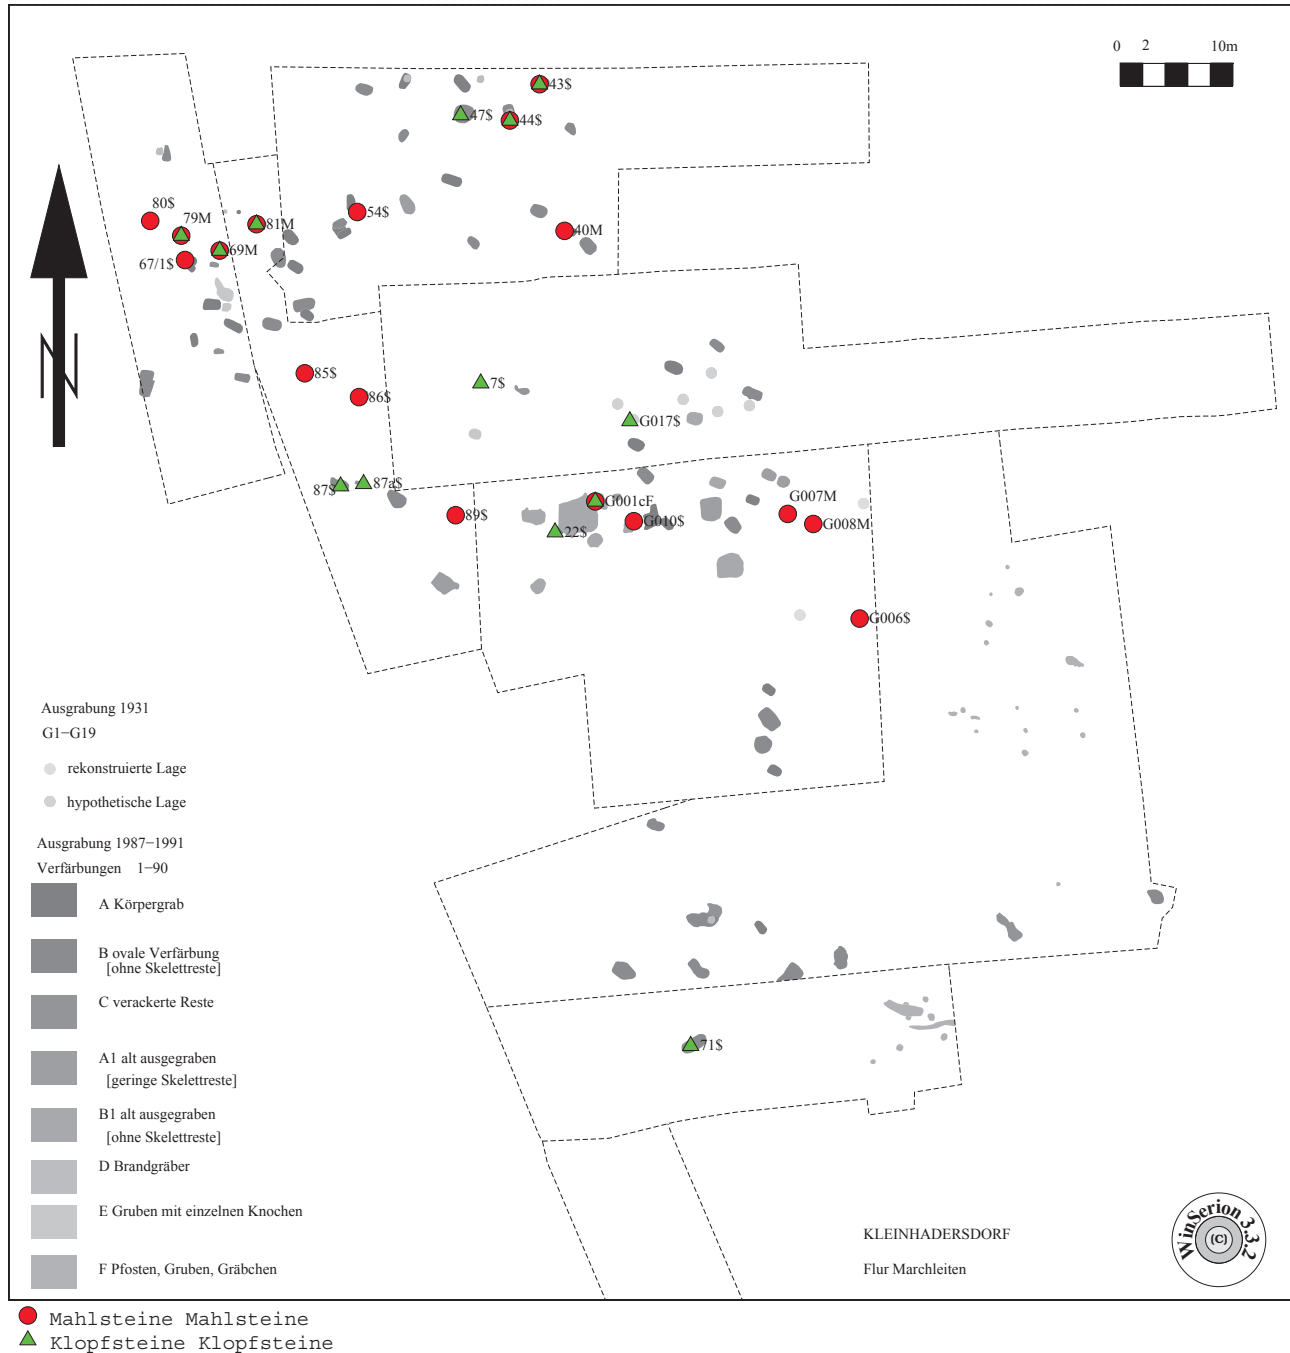 0 2 10m
43$
47$
44$
80$
79M
81M
54$
69M
40M
67/1$
85$
7$
86$
G017$
87$
87a$
G001cF
G007M
89$
G010$
G008M
22$
G006$
N
Ausgrabung 1931
G1−G19
rekonstruierte Lage
hypothetische Lage
Ausgrabung 1987−1991
Verfärbungen 1−90
A Körpergrab
B ovale Verfärbung
[ohne Skelettreste]
C verackerte Reste
A1 alt ausgegraben
[geringe Skelettreste]
B1 alt ausgegraben
[ohne Skelettreste]
D Brandgräber
E Gruben mit einzelnen Knochen
F Pfosten, Gruben, Gräbchen
71$
KLEINHADERSDORF
Flur Marchleiten
WinSerion 3.3.2
(C)
Mahlsteine Mahlsteine
Klopfsteine Klopfsteine